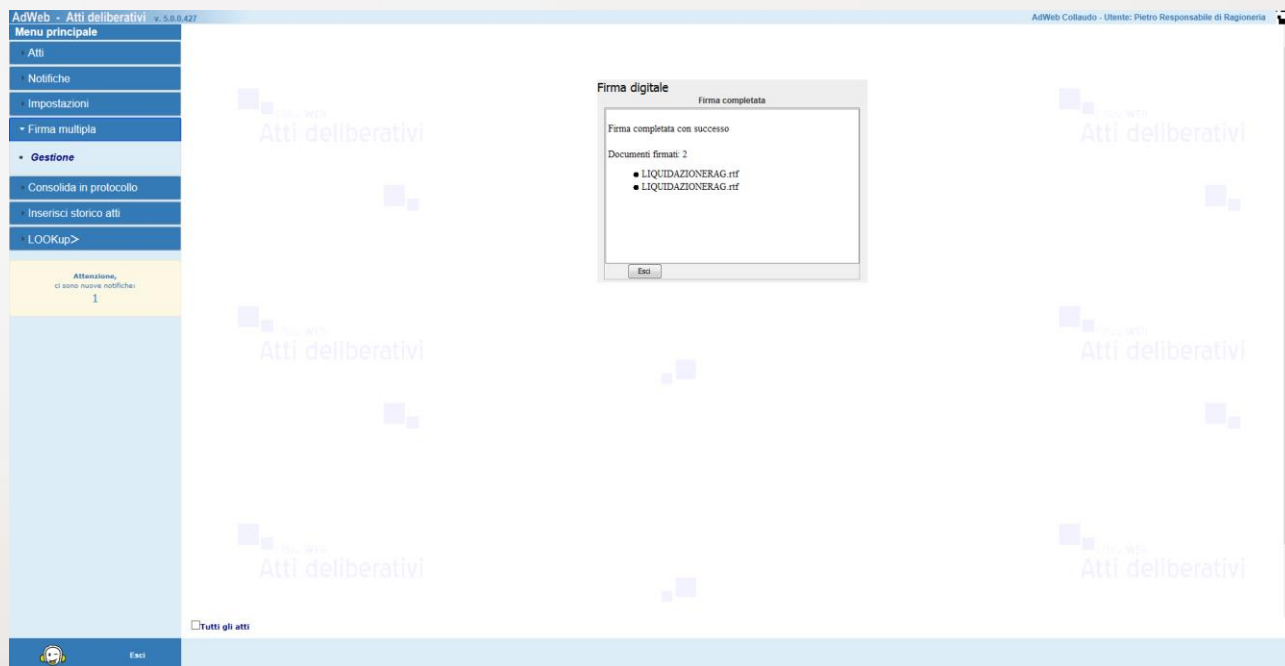 AdWeb - Atti deliberativi v. 5.0.0.427
AdWeb Collaudo - Utente: Pietro Responsabile di Ragioneria
Menu principale
Atti
Notifiche
Impostazioni
Firma multipla
Gestione
Consolida in protocollo
Inserisci storico atti
LOOKup>
Attenzione,
ci sono nuove notifiche:
1
Firma digitale
Firma completata
Firma completata con successo
Documenti firmati: 2
LIQUIDAZIONERAG.rtf
LIQUIDAZIONERAG.rtf
Esci
Atti deliberativi
Atti deliberativi
Atti deliberativi
Atti deliberativi
Atti deliberativi
Atti deliberativi
Tutti gli atti
Esci